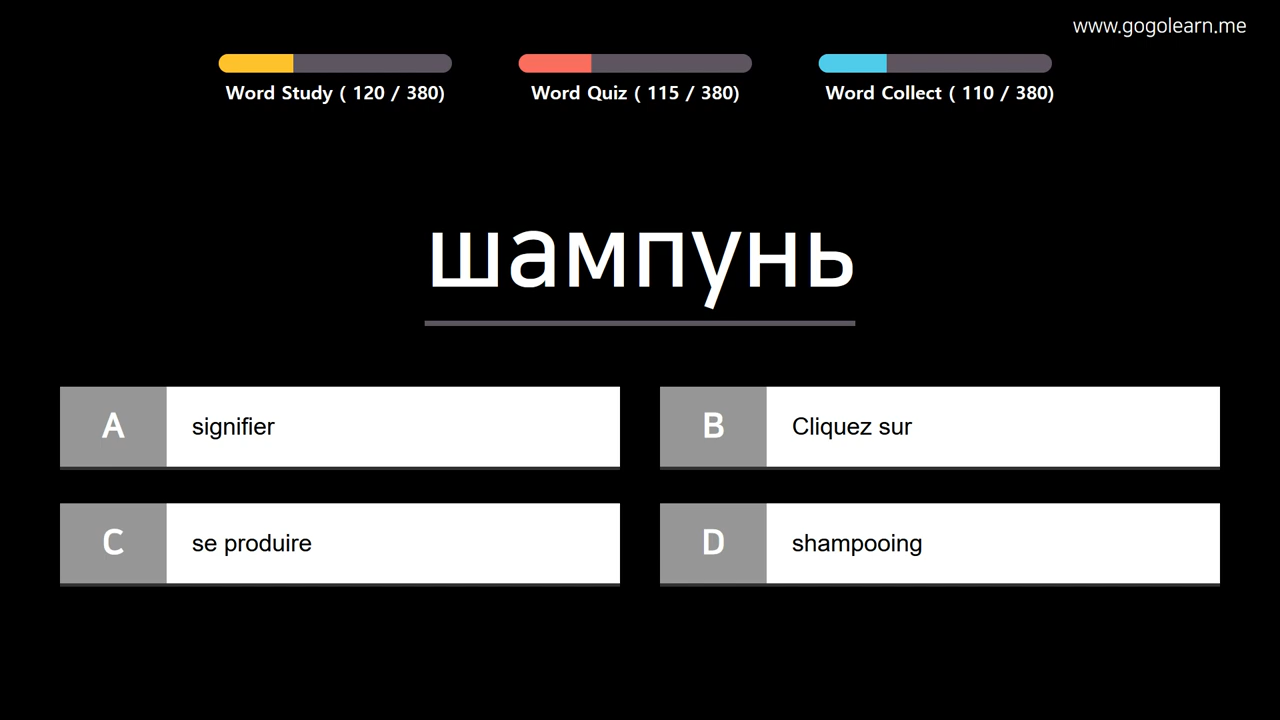 www.gogolearn.me
Word Study ( 120 / 380)
Word Quiz ( 115 / 380)
Word Collect ( 110 / 380)
шампунь
A signifier
B Cliquez sur
C se produire
D shampooing